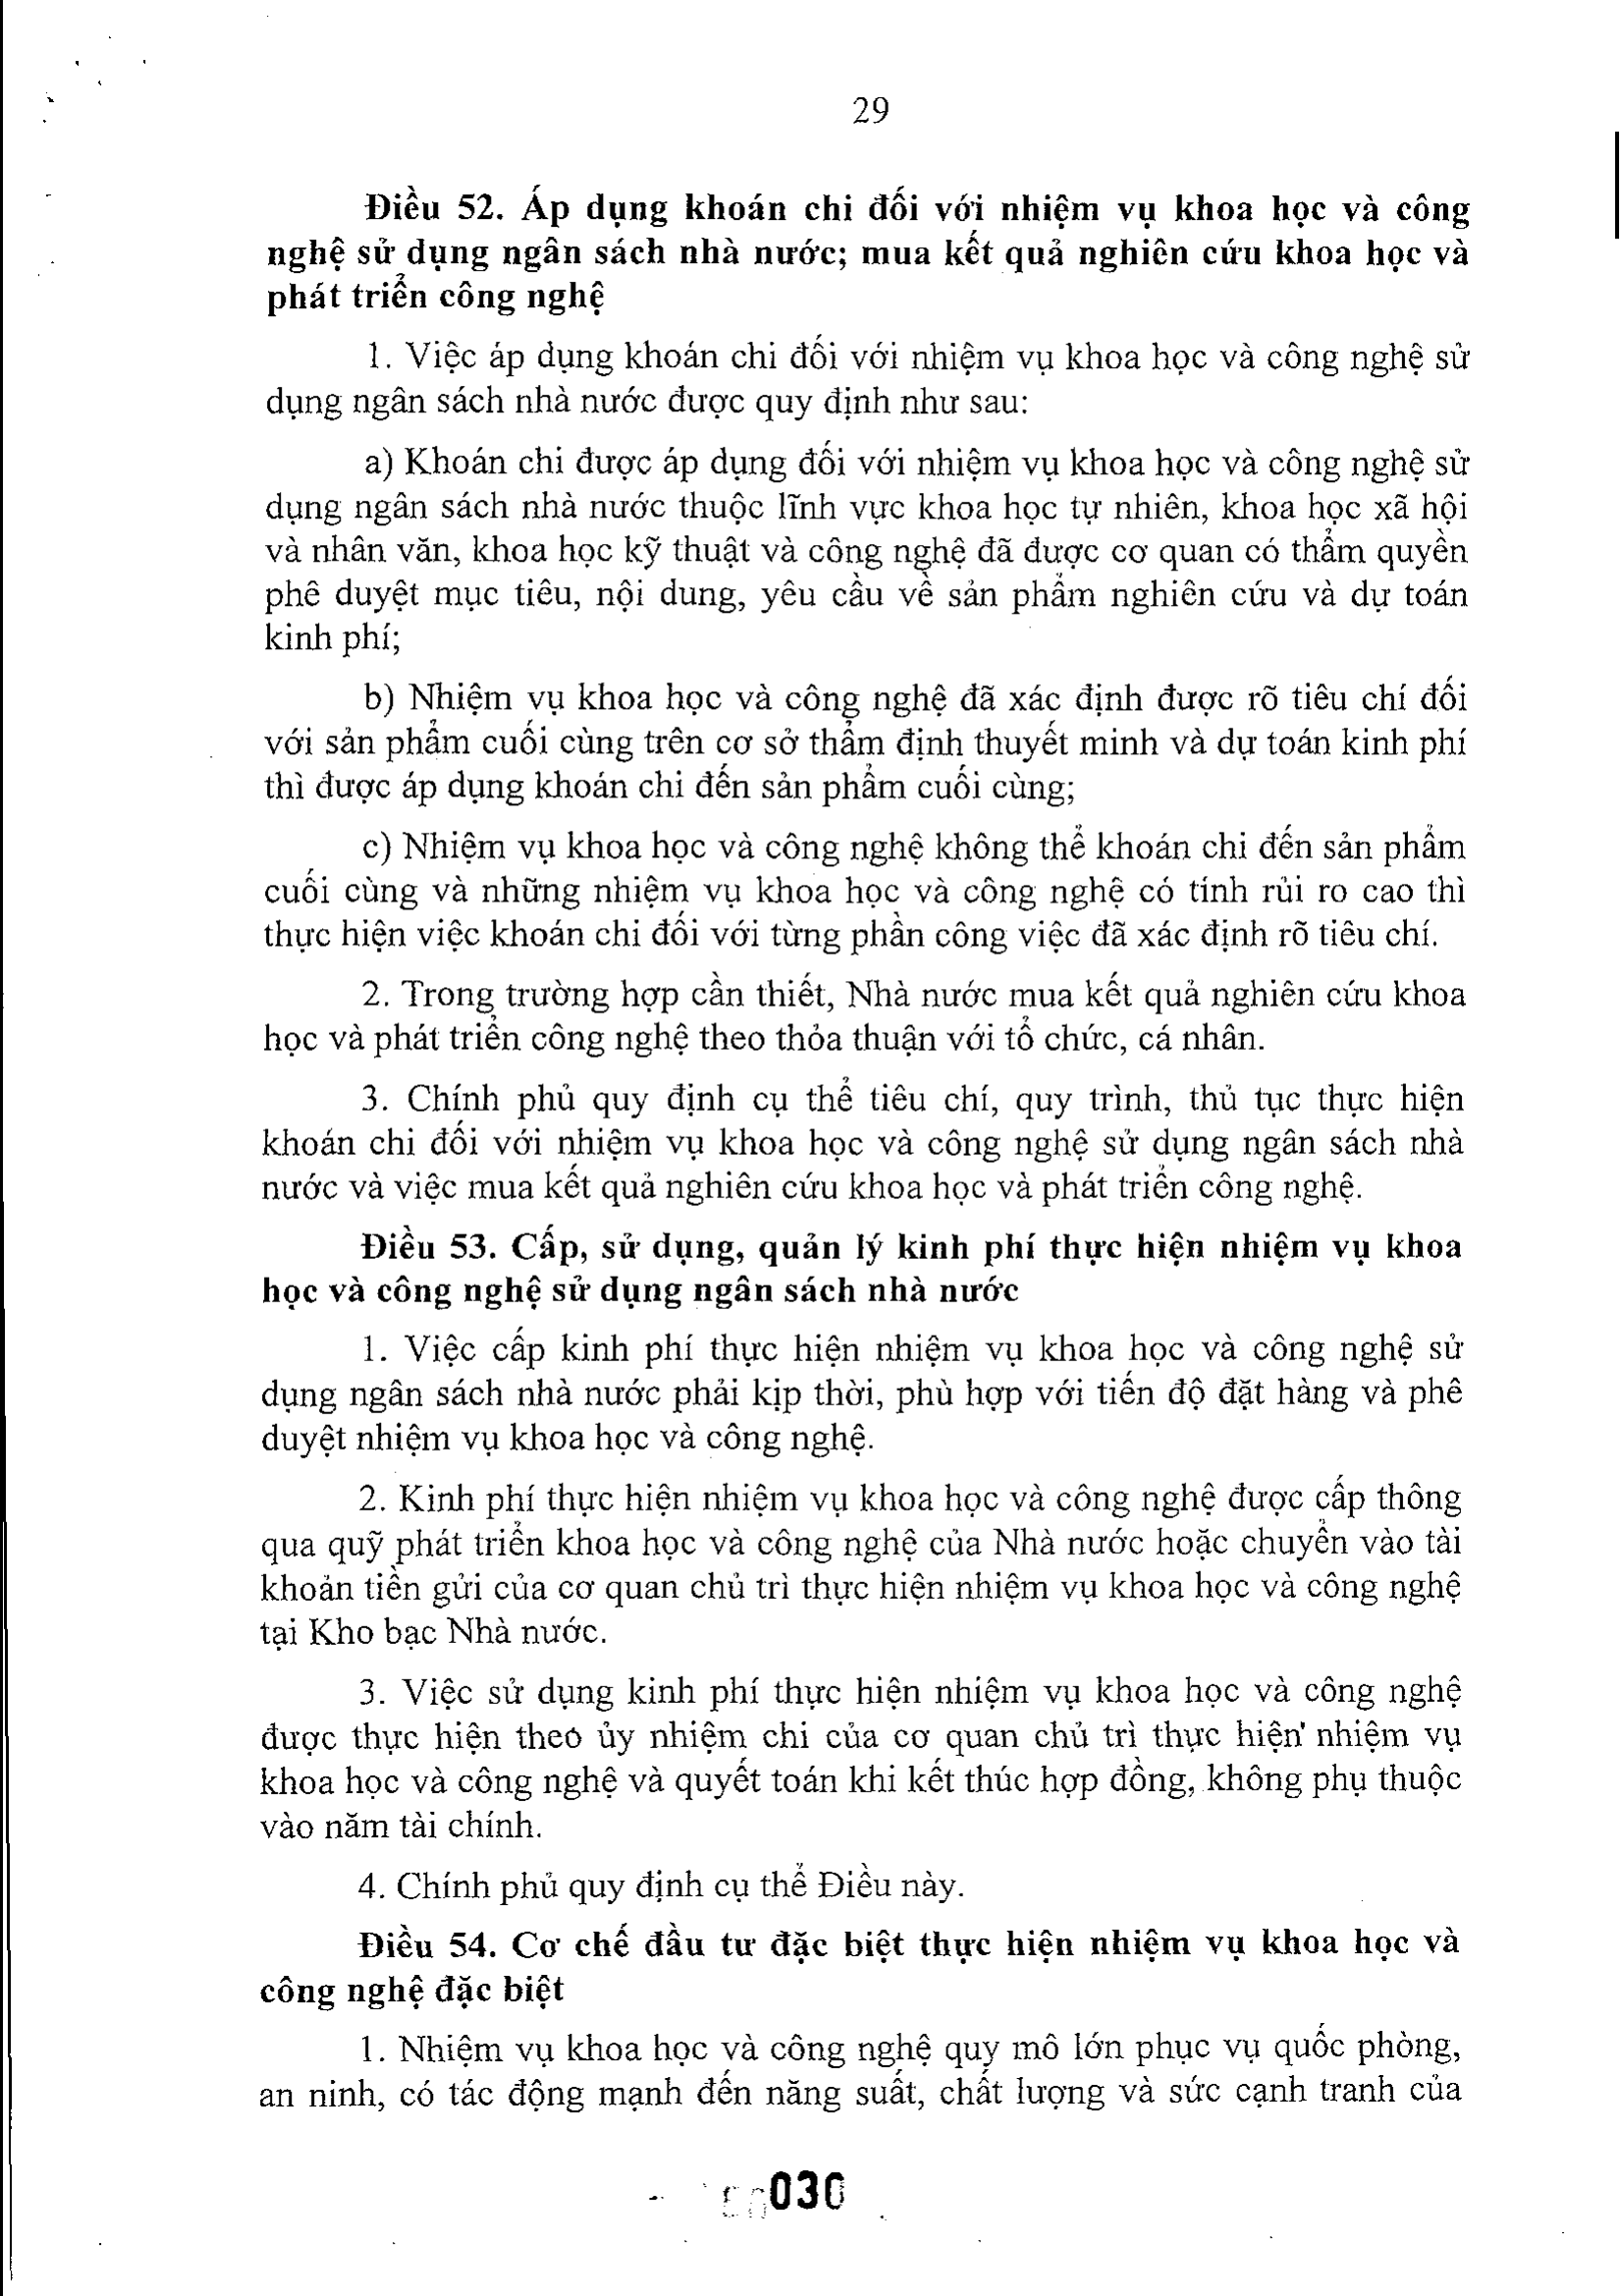 29
Điều 52. Áp dụng khoán chi đối với nhiệm vụ khoa học và công
nghệ sử dụng ngân sách nhà nước; mua kết quả nghiên cứu khoa học và
phát triển công nghệ
1. Việc áp dụng khoán chi đối với nhiệm vụ khoa học và công nghệ sử
dụng ngân sách nhà nước được quy định như sau:
a) Khoán chi được áp dụng đối với nhiệm vụ khoa học và công nghệ sử
dụng ngân sách nhà nước thuộc lĩnh vực khoa học tự nhiên, khoa học xã hội
và nhân văn, khoa học kỹ thuật và công nghệ đã được cơ quan có thẩm quyền
phê duyệt mục tiêu, nội dung, yêu cầu về sản phẩm nghiên cứu và dự toán
kinh phí;
b) Nhiệm vụ khoa học và công nghệ đã xác định được rõ tiêu chí đối
với sản phẩm cuối cùng trên cơ sở thẩm định thuyết minh và dự toán kinh phí
thì được áp dụng khoán chi đến sản phẩm cuối cùng;
c) Nhiệm vụ khoa học và công nghệ không thể khoán chi đến sản phẩm
cuối cùng và những nhiệm vụ khoa học và công nghệ có tính rủi ro cao thì
thực hiện việc khoán chi đối với từng phần công việc đã xác định rõ tiêu chí.
2. Trong trường hợp cần thiết, Nhà nước mua kết quả nghiên cứu khoa
học và phát triển công nghệ theo thỏa thuận với tổ chức, cá nhân.
3. Chính phủ quy định cụ thể tiêu chí, quy trình, thủ tục thực hiện
khoán chi đối với nhiệm vụ khoa học và công nghệ sử dụng ngân sách nhà
nước và việc mua kết quả nghiên cứu khoa học và phát triển công nghệ.
Điều 53. Cấp, sử dụng, quản lý kinh phí thực hiện nhiệm vụ khoa
học và công nghệ sử dụng ngân sách nhà nước
1. Việc cấp kinh phí thực hiện nhiệm vụ khoa học và công nghệ sử
dụng ngân sách nhà nước phải kịp thời, phù hợp với tiến độ đặt hàng và phê
duyệt nhiệm vụ khoa học và công nghệ.
2. Kinh phí thực hiện nhiệm vụ khoa học và công nghệ được cấp thông
qua quỹ phát triển khoa học và công nghệ của Nhà nước hoặc chuyển vào tài
khoản tiền gửi của cơ quan chủ trì thực hiện nhiệm vụ khoa học và công nghệ
tại Kho bạc Nhà nước.
3. Việc sử dụng kinh phí thực hiện nhiệm vụ khoa học và công nghệ
được thực hiện theo ủy nhiệm chi của cơ quan chủ trì thực hiện nhiệm vụ
khoa học và công nghệ và quyết toán khi kết thúc hợp đồng, không phụ thuộc
vào năm tài chính.
4. Chính phủ quy định cụ thể Điều này.
Điều 54. Cơ chế đầu tư đặc biệt thực hiện nhiệm vụ khoa học và
công nghệ đặc biệt
1. Nhiệm vụ khoa học và công nghệ quy mô lớn phục vụ quốc phòng,
an ninh, có tác động mạnh đến năng suất, chất lượng và sức cạnh tranh của